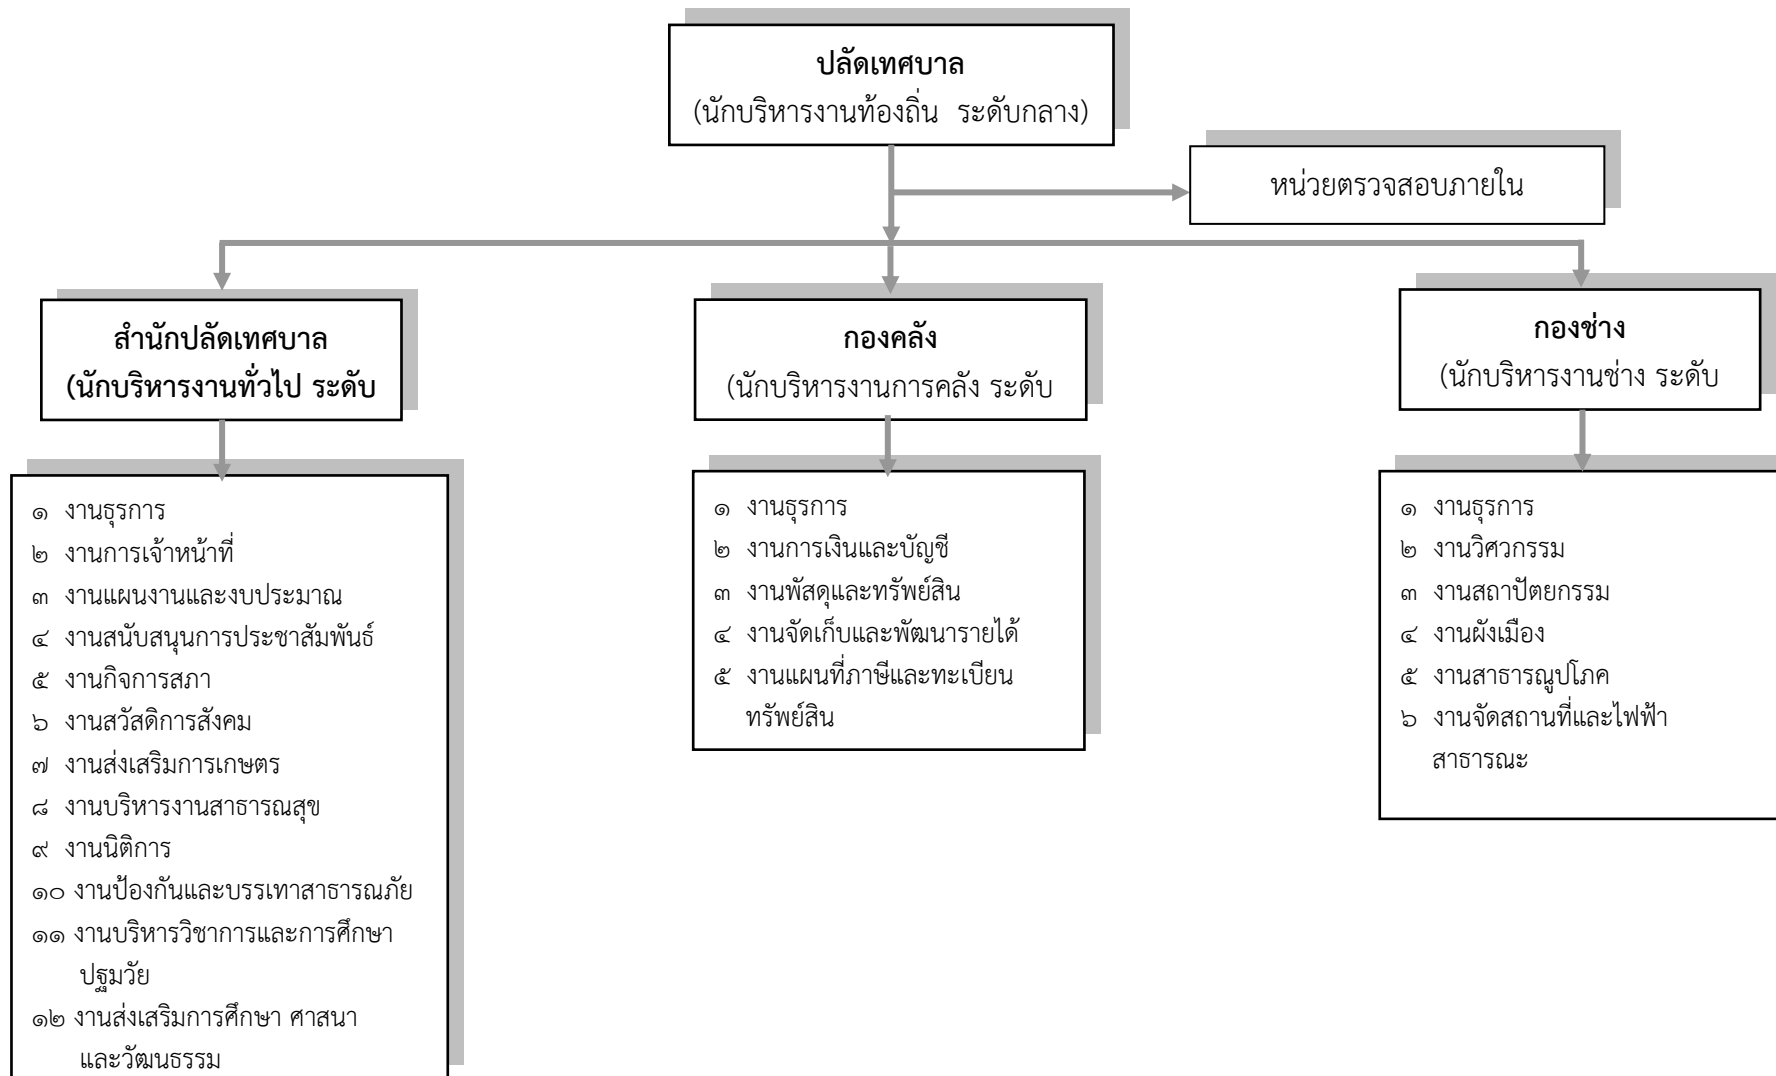 ปลัดเทศบาล
(นักบริหารงานท้องถิ่น ระดับกลาง)
หน่วยตรวจสอบภายใน
สำนักปลัดเทศบาล
(นักบริหารงานทั่วไป ระดับ
กองคลัง
(นักบริหารงานการคลัง ระดับ
กองช่าง
(นักบริหารงานช่าง ระดับ
๑ งานธุรการ
๒ งานการเจ้าหน้าที่
๓ งานแผนงานและงบประมาณ
๔ งานสนับสนุนการประชาสัมพันธ์
๕ งานกิจการสภา
๖ งานสวัสดิการสังคม
๗ งานส่งเสริมการเกษตร
๘ งานบริหารงานสาธารณสุข
๙ งานนิติการ
๑๐ งานป้องกันและบรรเทาสาธารณภัย
๑๑ งานบริหารวิชาการและการศึกษา
ปฐมวัย
๑๒ งานส่งเสริมการศึกษา ศาสนา
และวัฒนธรรม
๑ งานธุรการ
๒ งานการเงินและบัญชี
๓ งานพัสดุและทรัพย์สิน
๔ งานจัดเก็บและพัฒนารายได้
๕ งานแผนที่ภาษีและทะเบียน
ทรัพย์สิน
๑ งานธุรการ
๒ งานวิศวกรรม
๓ งานสถาปัตยกรรม
๔ งานผังเมือง
๕ งานสาธารณูปโภค
๖ งานจัดสถานที่และไฟฟ้า
สาธารณะ